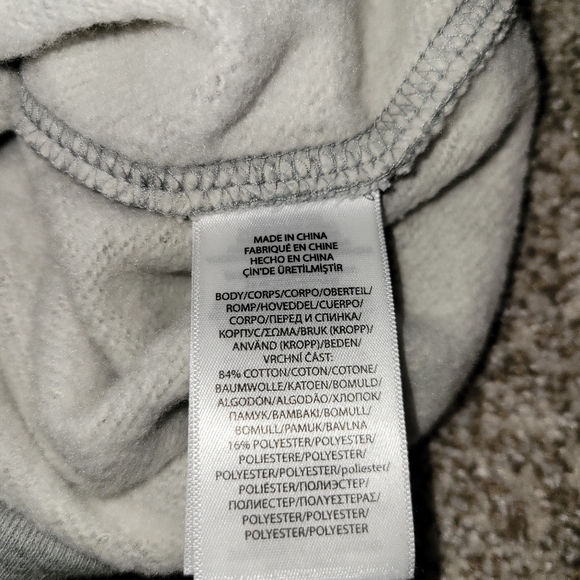 MADE IN CHINA
FABRIQUÉ EN CHINE
HECHO EN CHINA
ÇİN'DE ÜRETİLMİŞTİR
BODY/CORPS/CORPO/OBERTEIL/
ROMP/HOVEDDEL/CUERPO/
CORPO/ПЕРЕД И СПИНКА/
КОРПУС/ΣΩΜΑ/BRUK (KROPP)/
ANVÄND (KROPP)/BEDEN/
VRCHNÍ ČÁST:
84% COTTON/COTON/COTONE/
BAUMWOLLE/KATOEN/BOMULD/
ALGODÓN/ALGODÃO/ХЛОПОК/
ПАМУК/ΒΑΜΒΑΚΙ/BOMULL/
BOMULL/PAMUK/BAVLNA
16% POLYESTER/POLYESTER/
POLIESTERE/POLYESTER/
POLYESTER/POLYESTER/poliester/
POLIÉSTER/ПОЛИЭСТЕР/
ПОЛИЕСТЕР/ΠΟΛΥΕΣΤΕΡΑΣ/
POLYESTER/POLYESTER/
POLYESTER/POLYESTER